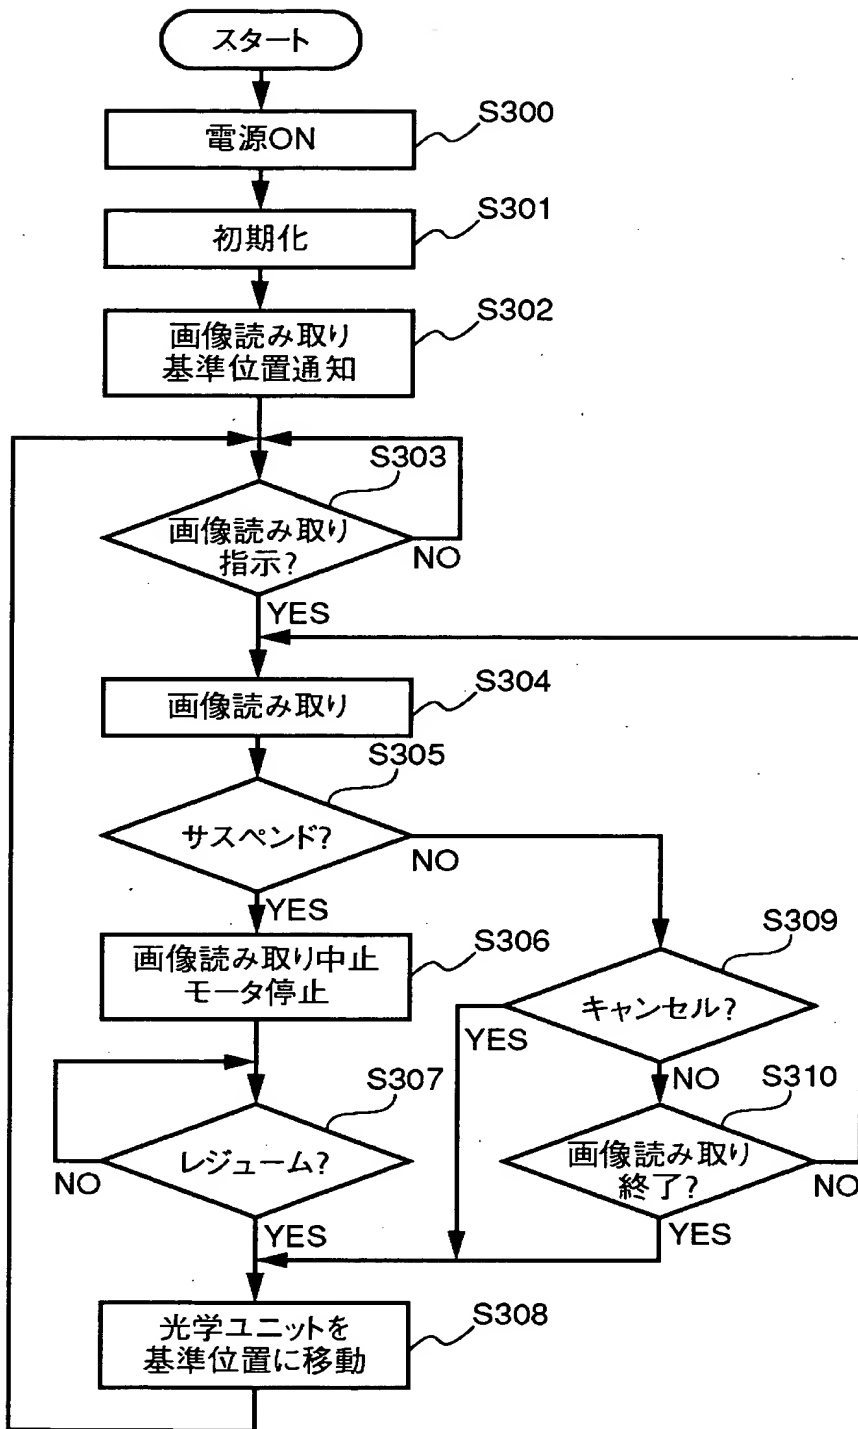 スタート
電源ON
S300
初期化
S301
画像読み取り
基準位置通知
S302
S303
画像読み取り
指示?
NO
YES
画像読み取り
S304
S305
サスペンド?
NO
YES
画像読み取り中止
モータ停止
S306
S309
キャンセル?
YES
NO
S307
レジューム?
NO
YES
S310
画像読み取り
終了?
NO
YES
光学ユニットを
基準位置に移動
S308